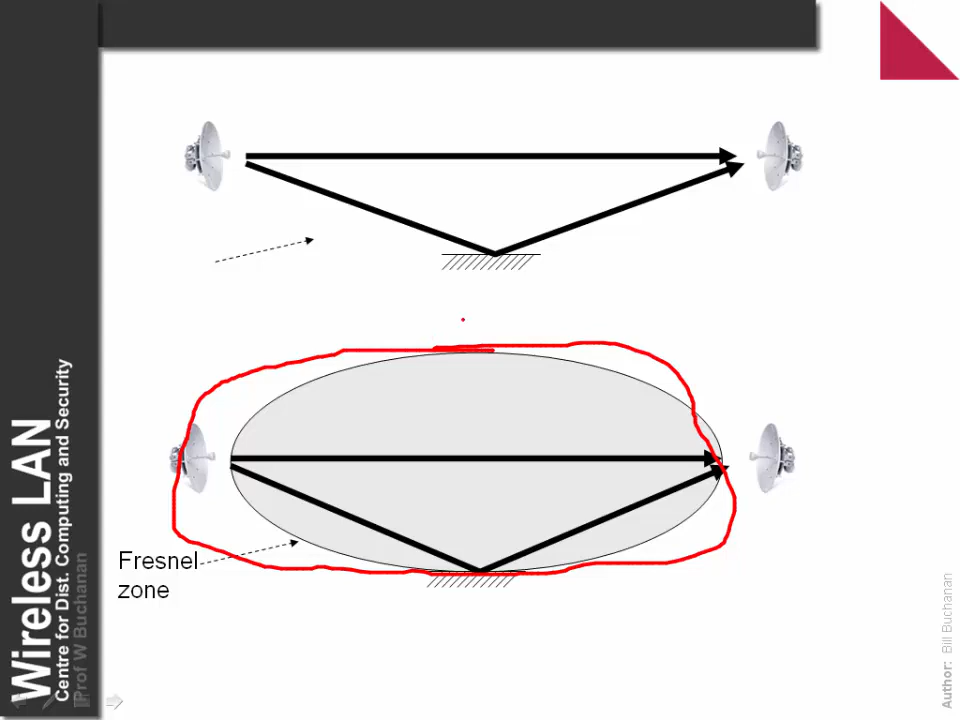 Wireless LAN
Centre for Dist. Computing and Security
Prof W Buchanan
Fresnel
zone
Author: Bill Buchanan